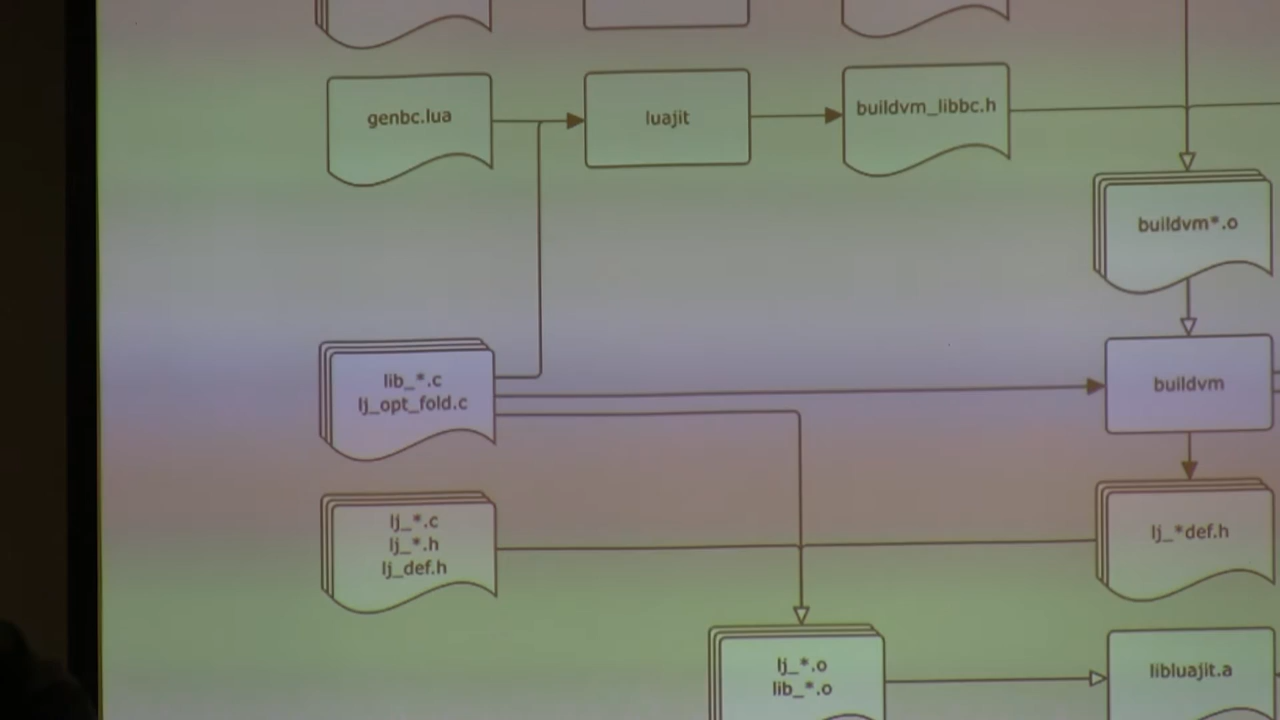 genbc.lua
luajit
buildvm_libbc.h
buildvm*.o
lib_*.c
lj_opt_fold.c
buildvm
lj_*.c
lj_*.h
lj_def.h
lj_*def.h
lj_*.o
lib_*.o
libluajit.a